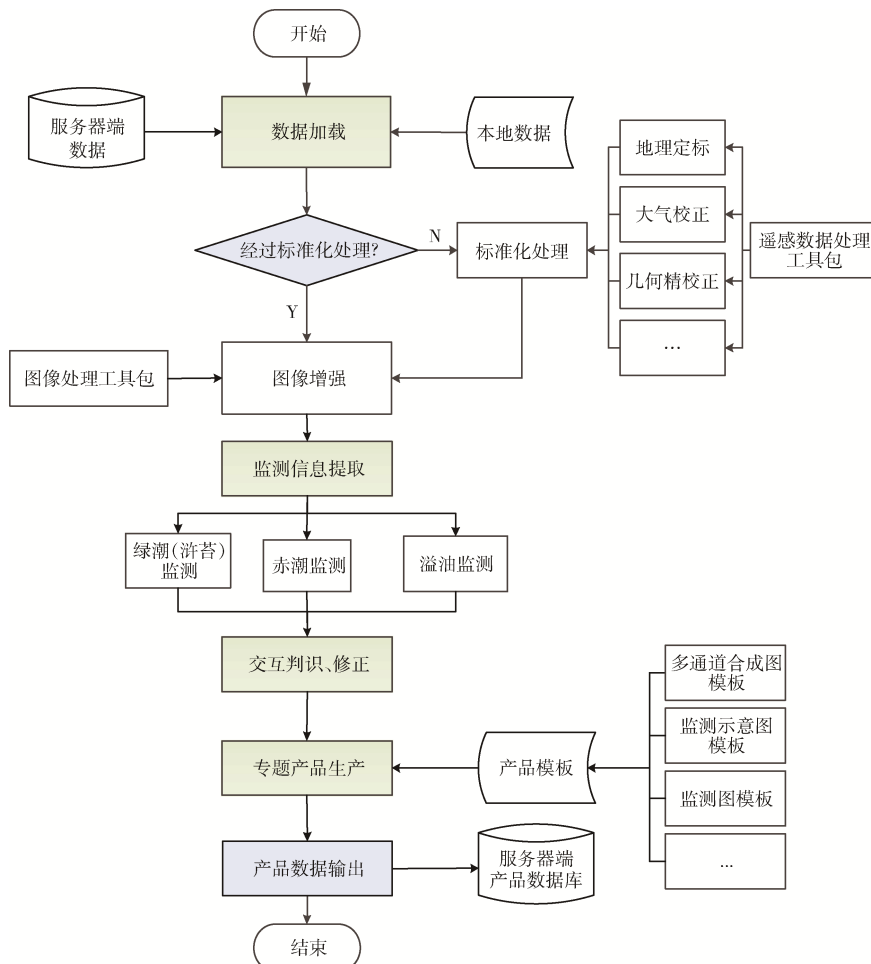 开始
服务器端
数据
数据加载
本地数据
地理定标
大气校正
几何精校正
…
遥感数据处理
工具包
经过标准化处理?
N
标准化处理
Y
图像处理工具包
图像增强
监测信息提取
绿潮(浒苔)
监测
赤潮监测
溢油监测
交互判识、修正
多通道合成图
模板
监测示意图
模板
专题产品生产
产品模板
监测图模板
...
产品数据输出
服务器端
产品数据库
结束